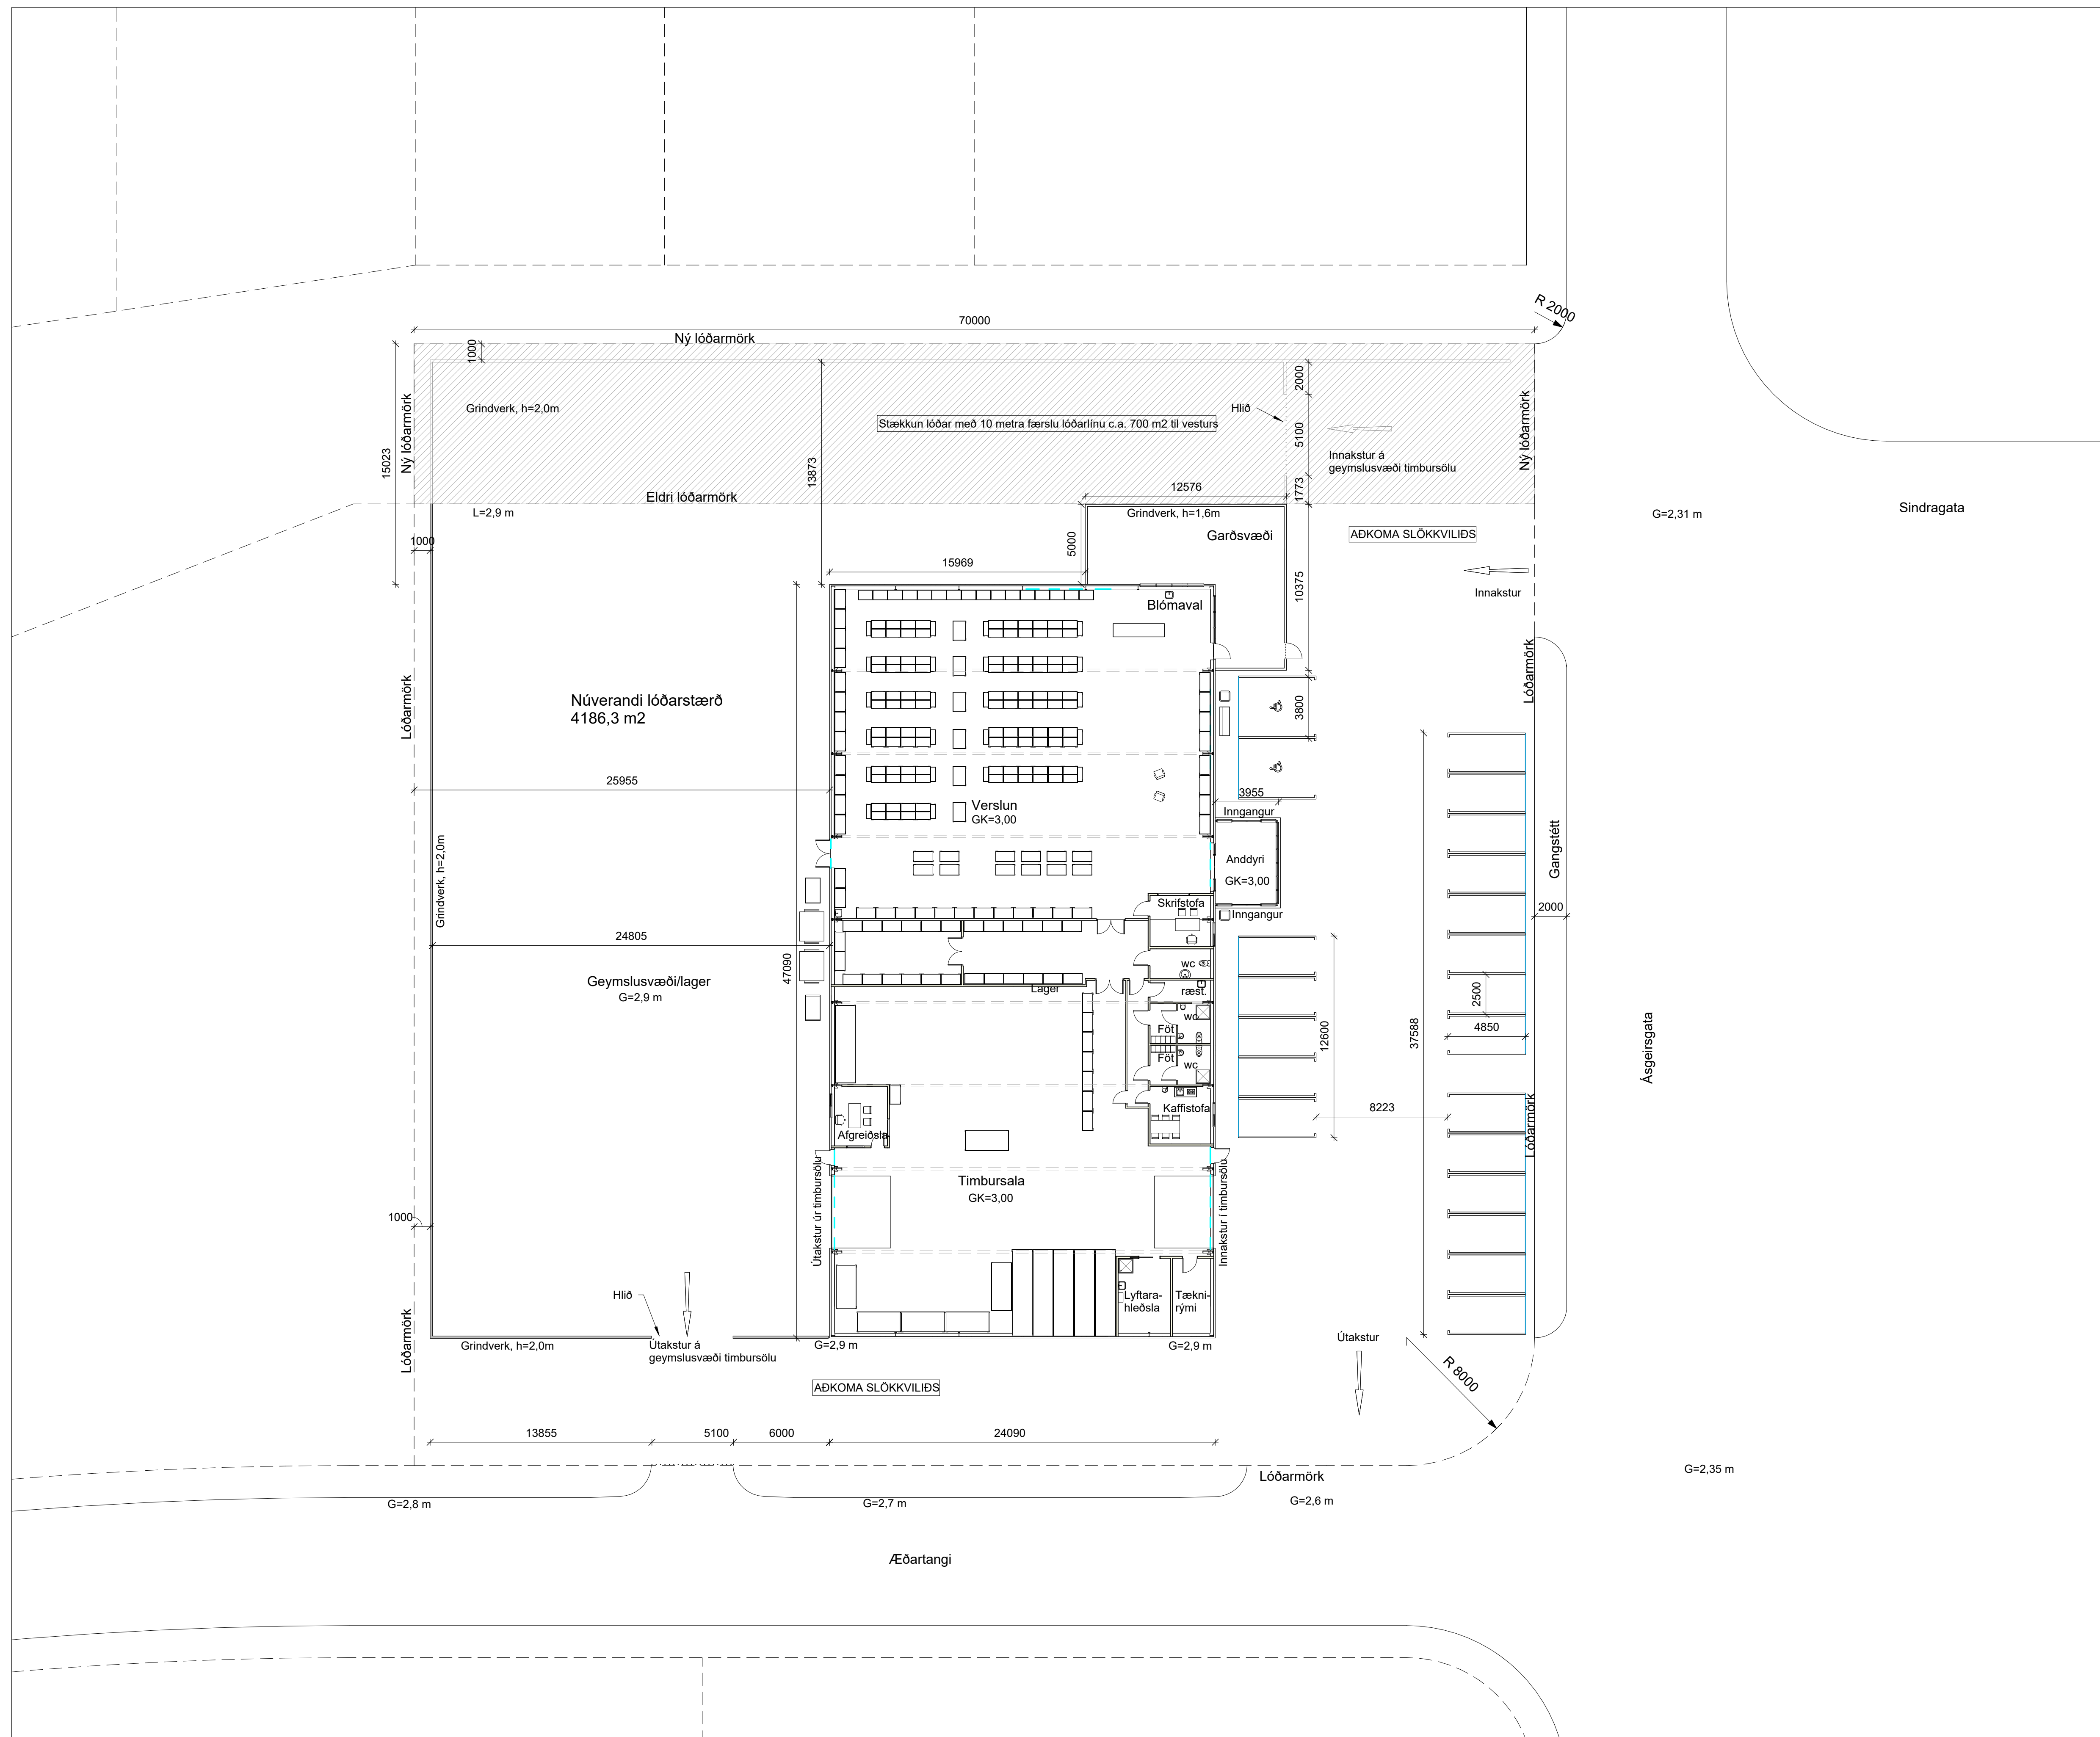 R 2000
70000
Ný lóðarmörk
1000
15023
Ný lóðarmörk
Grindverk, h=2,0m
13873
Stækkun lóðar með 10 metra færslu lóðarlínu c.a. 700 m2 til vesturs
Hlið
2000
5100
1773
Innakstur á
geymslusvæði timbursölu
Ný lóðarmörk
Eldri lóðarmörk
12576
L=2,9 m
Grindverk, h=1,6m
G=2,31 m
Sindragata
1000
5000
Garðsvæði
AÐKOMA SLÖKKVILIÐS
15969
10375
Innakstur
Blómaval
Lóðarmörk
Lóðarmörk
Núverandi lóðarstærð
4186,3 m2
3800
25955
3955
Verslun
GK=3,00
Inngangur
Grindverk, h=2,0m
Anddyri
GK=3,00
Gangstétt
Skrifstofa
Inngangur
2000
24805
47090
wc
Geymslusvæði/lager
G=2,9 m
Lager
ræst.
wc
Föt
Föt
wc
12600
37588
2500
4850
Ásgeirsgata
Kaffistofa
8223
Afgreiðsla
Lóðarmörk
Útakstur úr timbursölu
Timbursala
GK=3,00
Innakstur í timbursölu
1000
Hlið
Lyftara-
hleðsla
Tækni-
rými
Lóðarmörk
Grindverk, h=2,0m
Útakstur á
geymslusvæði timbursölu
G=2,9 m
G=2,9 m
Útakstur
R 8000
AÐKOMA SLÖKKVILIÐS
13855
5100
6000
24090
Lóðarmörk
G=2,35 m
G=2,8 m
G=2,7 m
G=2,6 m
Æðartangi